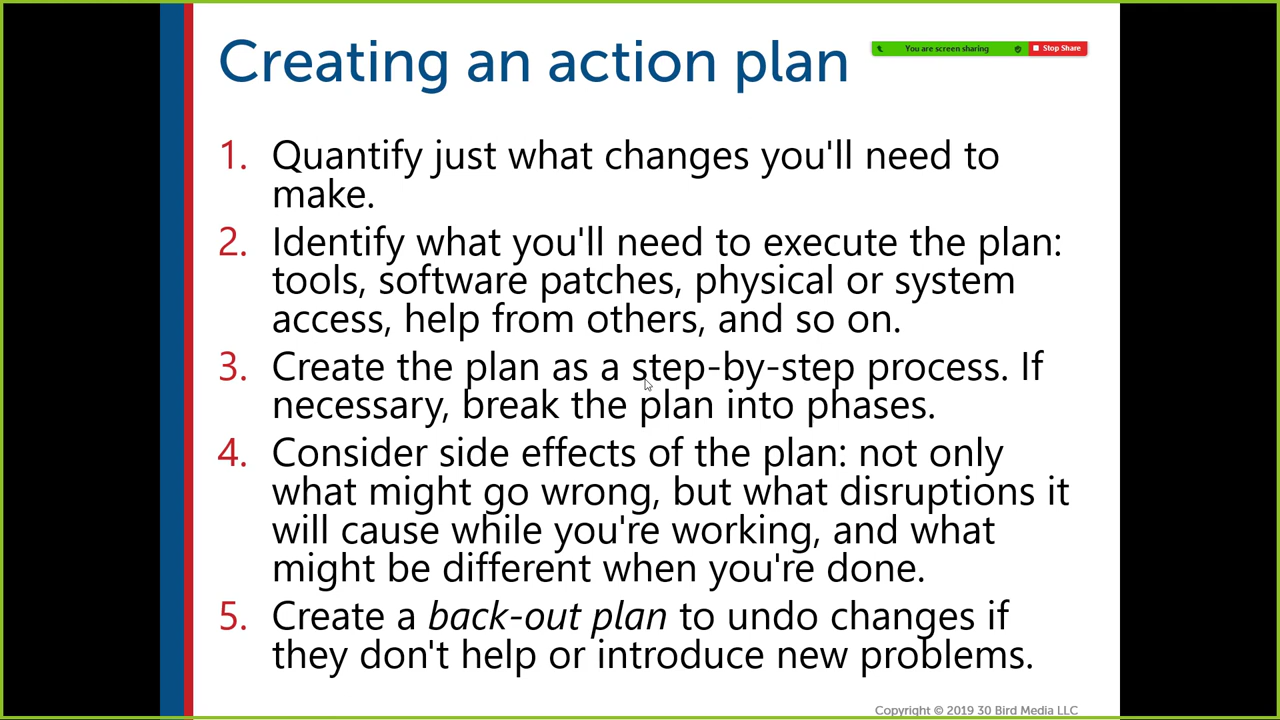 Creating an action plan
You are screen sharing
Stop Share
1. Quantify just what changes you'll need to
make.
2. Identify what you'll need to execute the plan:
tools, software patches, physical or system
access, help from others, and so on.
3. Create the plan as a step-by-step process. If
necessary, break the plan into phases.
4. Consider side effects of the plan: not only
what might go wrong, but what disruptions it
will cause while you're working, and what
might be different when you're done.
5. Create a back-out plan to undo changes if
they don't help or introduce new problems.
Copyright © 2019 30 Bird Media LLC